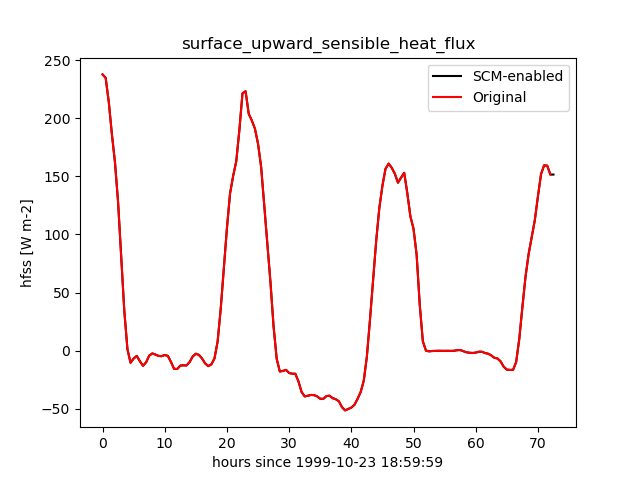 surface_upward_sensible_heat_flux
SCM-enabled
Original
hfss [W m-2]
250
200
150
100
50
0
−50
0 10 20 30 40 50 60 70
hours since 1999-10-23 18:59:59